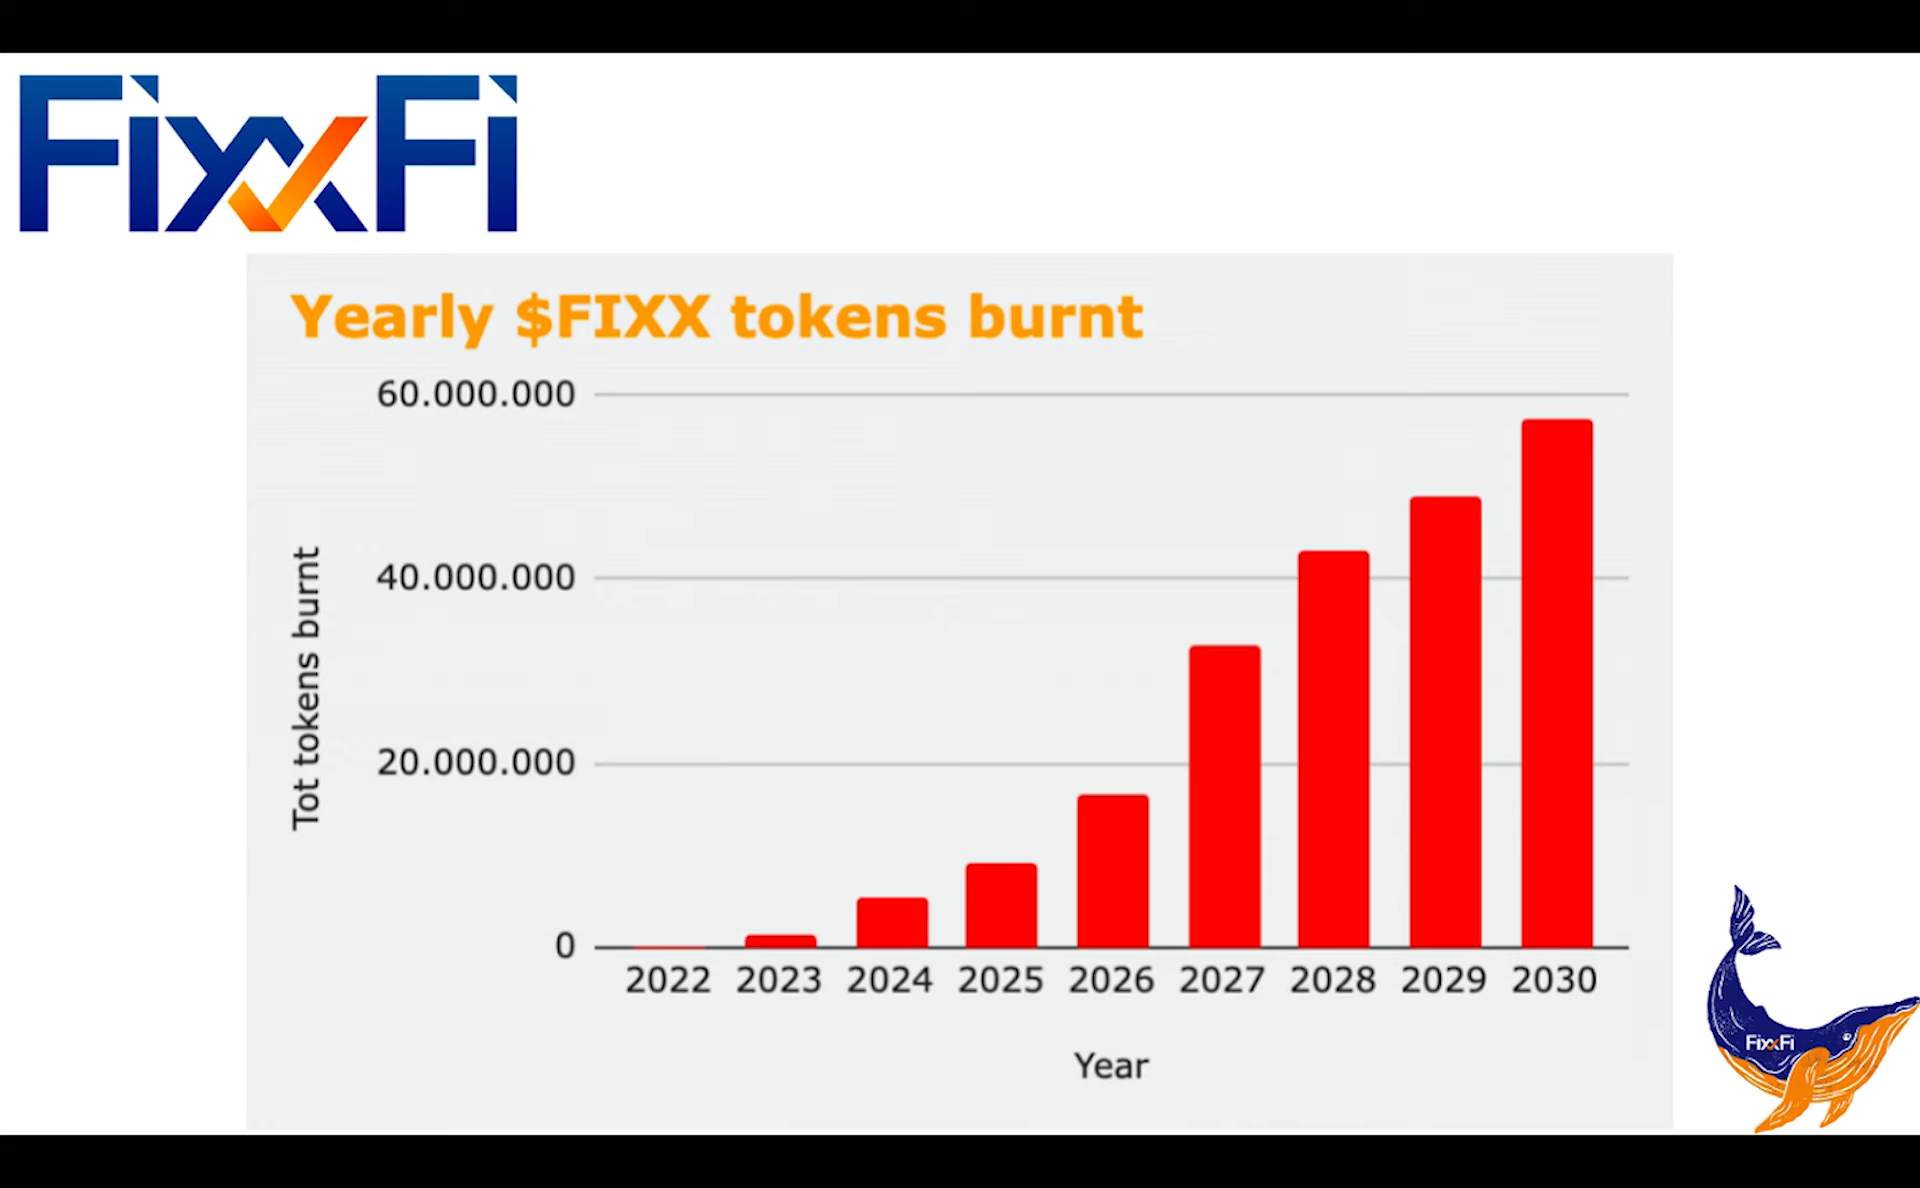 FixxFi
Yearly $FIXX tokens burnt
60.000.000
40.000.000
20.000.000
0
Tot tokens burnt
2022 2023 2024 2025 2026 2027 2028 2029 2030
Year
FixxFi